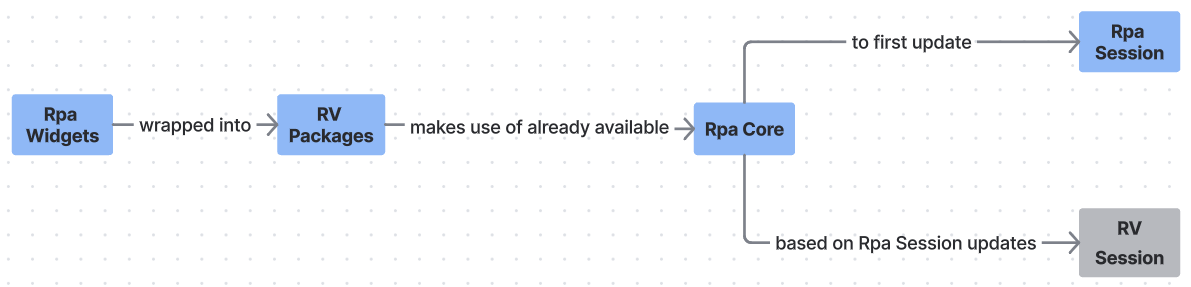 Rpa
Widgets
wrapped into
RV
Packages
makes use of already available
Rpa Core
to first update
Rpa
Session
based on Rpa Session updates
RV
Session